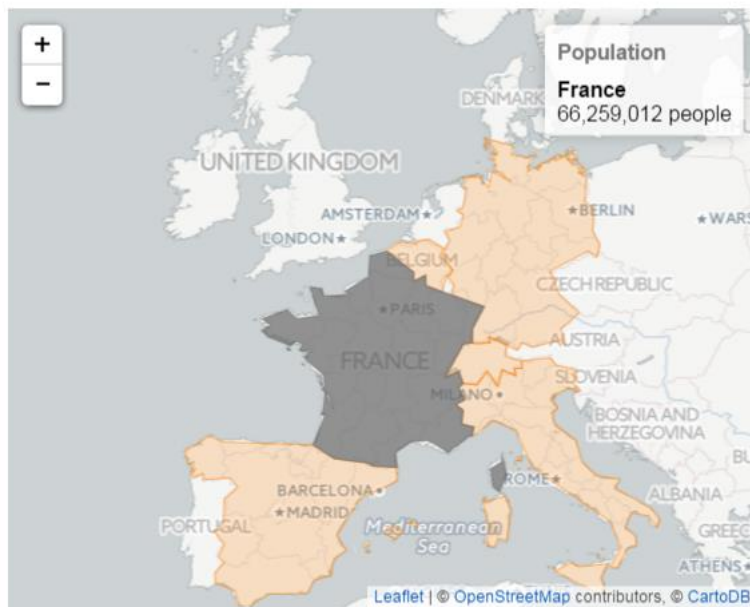 +
−
Population
France
66,259,012 people
DENMARK
UNITED KINGDOM
AMSTERDAM
BERLIN
LONDON
WARS
BELGIUM
CZECH REPUBLIC
PARIS
AUSTRIA
FRANCE
SLOVENIA
MILANO
BOSNIA AND
HERZEGOVINA
BU
ROME
BARCELONA
ALBANIA
MADRID
PORTUGAL
Mediterranean
Sea
GREEC
ATHENS
Leaflet | © OpenStreetMap contributors, © CartoDB